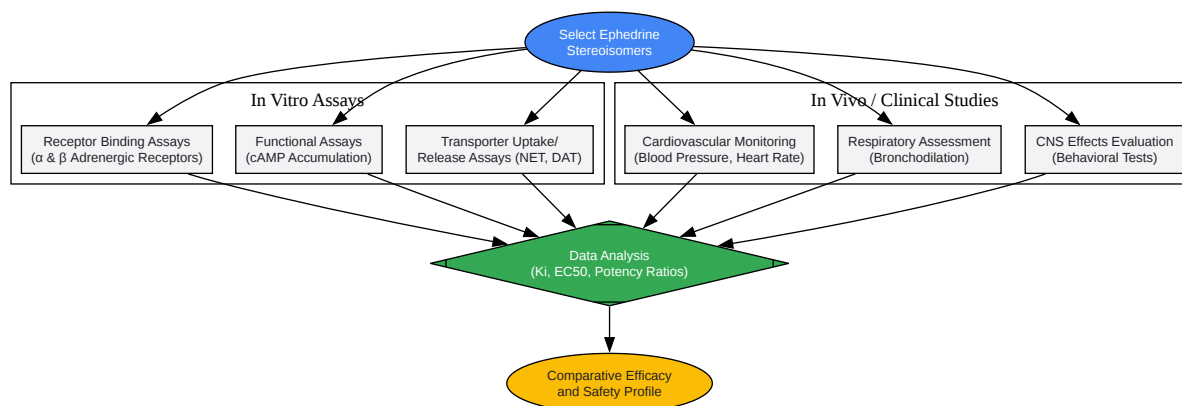 Select Ephedrine
Stereoisomers
In Vitro Assays
In Vivo / Clinical Studies
Receptor Binding Assays
(α & β Adrenergic Receptors)
Functional Assays
(cAMP Accumulation)
Transporter Uptake/
Release Assays (NET, DAT)
Cardiovascular Monitoring
(Blood Pressure, Heart Rate)
Respiratory Assessment
(Bronchodilation)
CNS Effects Evaluation
(Behavioral Tests)
Data Analysis
(Ki, EC50, Potency Ratios)
Comparative Efficacy
and Safety Profile